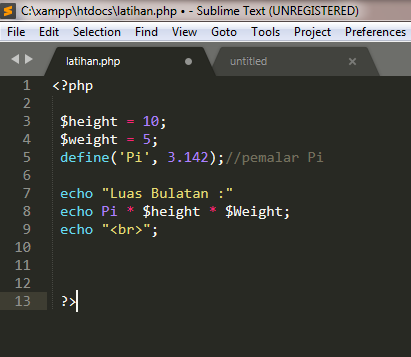 C:\xampp\htdocs\latihan.php • - Sublime Text (UNREGISTERED)
File Edit Selection Find View Goto Tools Project Preferences
latihan.php untitled
1 <?php
2
3 $height = 10;
4 $weight = 5;
5 define('Pi', 3.142);//pemalar Pi
6
7 echo "Luas Bulatan :"
8 echo Pi * $height * $Weight;
9 echo "<br>";
10
11
12
13 ?>